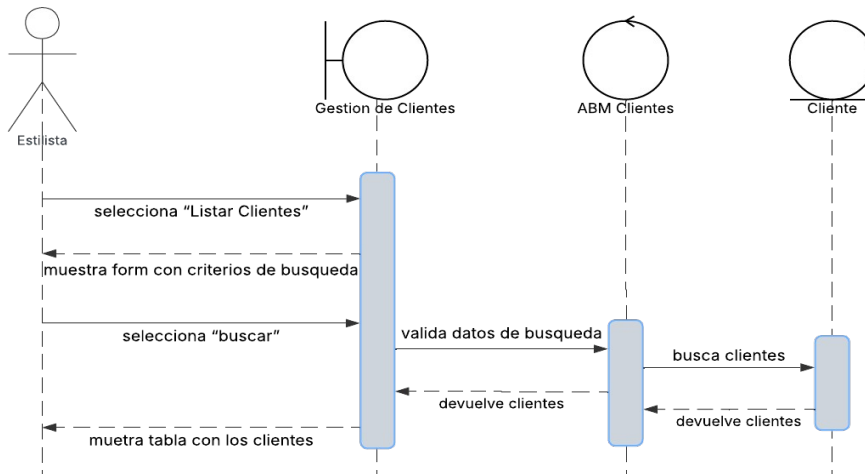 Gestion de Clientes
ABM Clientes
Cliente
Estilista
selecciona “Listar Clientes”
muestra form con criterios de busqueda
selecciona “buscar”
valida datos de busqueda
busca clientes
devuelve clientes
devuelve clientes
muetra tabla con los clientes